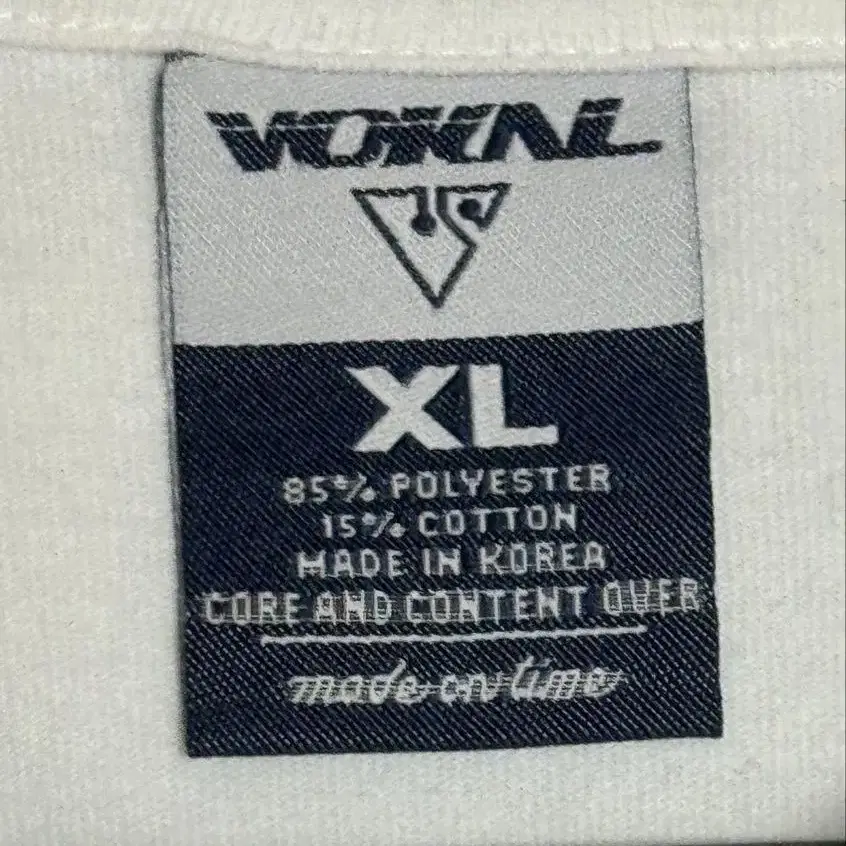 VOKAL
XL
85% POLYESTER
15% COTTON
MADE IN KOREA
CORE AND CONTENT OVER
made on time